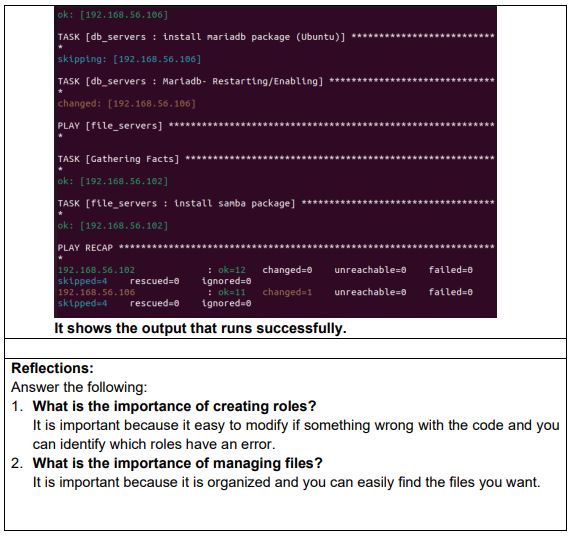 ok: [192.168.56.106]
TASK [db_servers : install mariadb package (Ubuntu)] **************************
*
skipping: [192.168.56.106]
TASK [db_servers : Mariadb- Restarting/Enabling] ******************************
*
changed: [192.168.56.106]
PLAY [file_servers] ***********************************************************
*
TASK [Gathering Facts] ********************************************************
*
ok: [192.168.56.102]
TASK [file_servers : install samba package] ***********************************
*
ok: [192.168.56.102]
PLAY RECAP ********************************************************************
*
192.168.56.102 : ok=12 changed=0 unreachable=0 failed=0
skipped=4 rescued=0 ignored=0
192.168.56.106 : ok=11 changed=1 unreachable=0 failed=0
skipped=4 rescued=0 ignored=0
It shows the output that runs successfully.
Reflections:
Answer the following:
1. What is the importance of creating roles?
It is important because it easy to modify if something wrong with the code and you
can identify which roles have an error.
2. What is the importance of managing files?
It is important because it is organized and you can easily find the files you want.